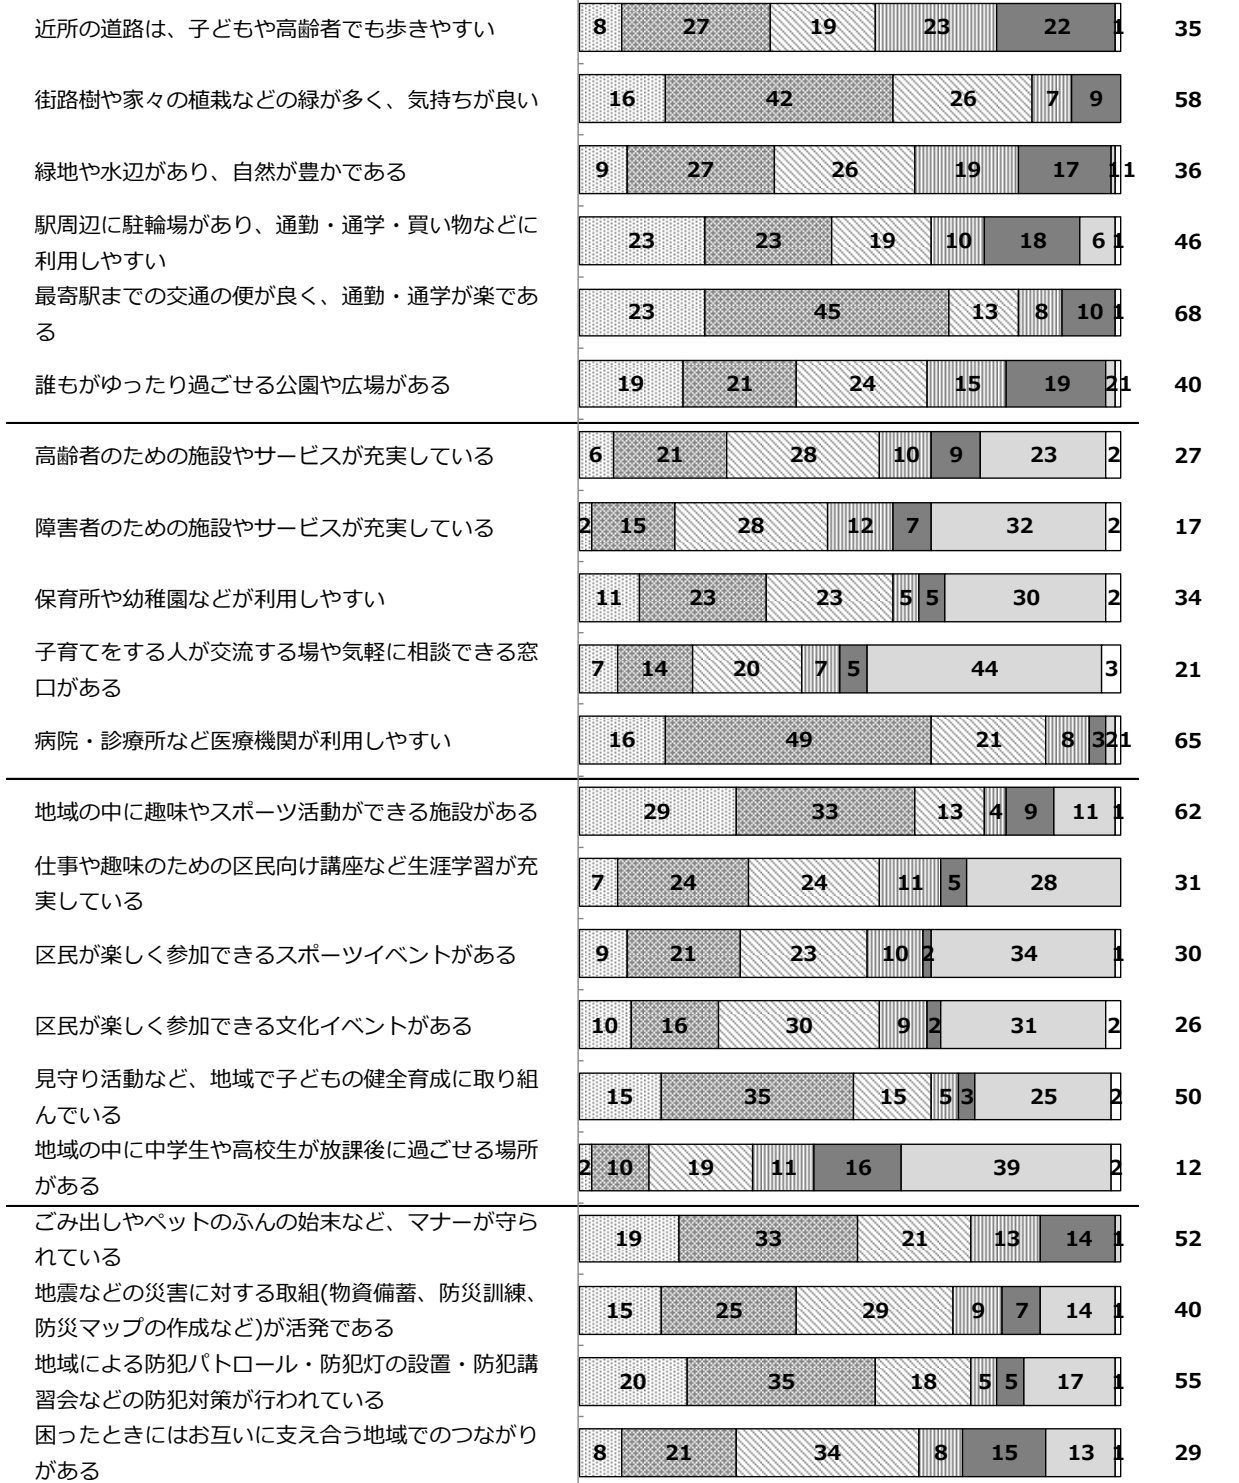 近所の道路は、子どもや高齢者でも歩きやすい 8 27 19 23 22 1 35
街路樹や家々の植栽などの緑が多く、気持ちが良い 16 42 26 7 9 58
緑地や水辺があり、自然が豊かである 9 27 26 19 17 1 1 36
駅周辺に駐輪場があり、通勤・通学・買い物などに
利用しやすい 23 23 19 10 18 6 1 46
最寄駅までの交通の便が良く、通勤・通学が楽であ
る 23 45 13 8 10 1 68
誰もがゆったり過ごせる公園や広場がある 19 21 24 15 19 2 1 40
高齢者のための施設やサービスが充実している 6 21 28 10 9 23 2 27
障害者のための施設やサービスが充実している 2 15 28 12 7 32 2 17
保育所や幼稚園などが利用しやすい 11 23 23 5 5 30 2 34
子育てをする人が交流する場や気軽に相談できる窓
口がある 7 14 20 7 5 44 3 21
病院・診療所など医療機関が利用しやすい 16 49 21 8 3 2 1 65
地域の中に趣味やスポーツ活動ができる施設がある 29 33 13 4 9 11 1 62
仕事や趣味のための区民向け講座など生涯学習が充
実している 7 24 24 11 5 28 31
区民が楽しく参加できるスポーツイベントがある 9 21 23 10 2 34 1 30
区民が楽しく参加できる文化イベントがある 10 16 30 9 2 31 2 26
見守り活動など、地域で子どもの健全育成に取り組
んでいる 15 35 15 5 3 25 2 50
地域の中に中学生や高校生が放課後に過ごせる場所
がある 2 10 19 11 16 39 2 12
ごみ出しやペットのふんの始末など、マナーが守ら
れている 19 33 21 13 14 1 52
地震などの災害に対する取組(物資備蓄、防災訓練、
防災マップの作成など)が活発である 15 25 29 9 7 14 1 40
地域による防犯パトロール・防犯灯の設置・防犯講
習会などの防犯対策が行われている 20 35 18 5 5 17 1 55
困ったときにはお互いに支え合う地域でのつながり
がある 8 21 34 8 15 13 1 29